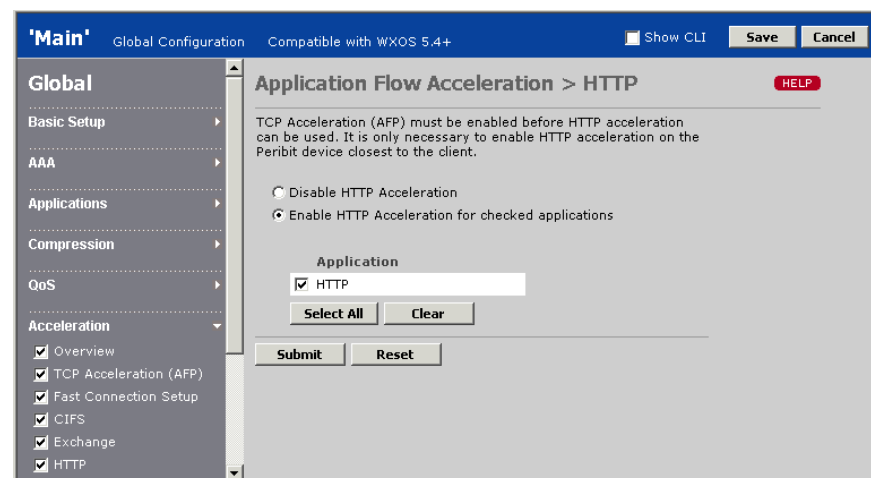 'Main' Global Configuration Compatible with WXOS 5.4+ Show CLI Save Cancel
Global
Basic Setup
AAA
Applications
Compression
QoS
Acceleration
Overview
TCP Acceleration (AFP)
Fast Connection Setup
CIFS
Exchange
HTTP
Application Flow Acceleration > HTTP HELP
TCP Acceleration (AFP) must be enabled before HTTP acceleration
can be used. It is only necessary to enable HTTP acceleration on the
Peribit device closest to the client.
Disable HTTP Acceleration
Enable HTTP Acceleration for checked applications
Application
HTTP
Select All Clear
Submit Reset